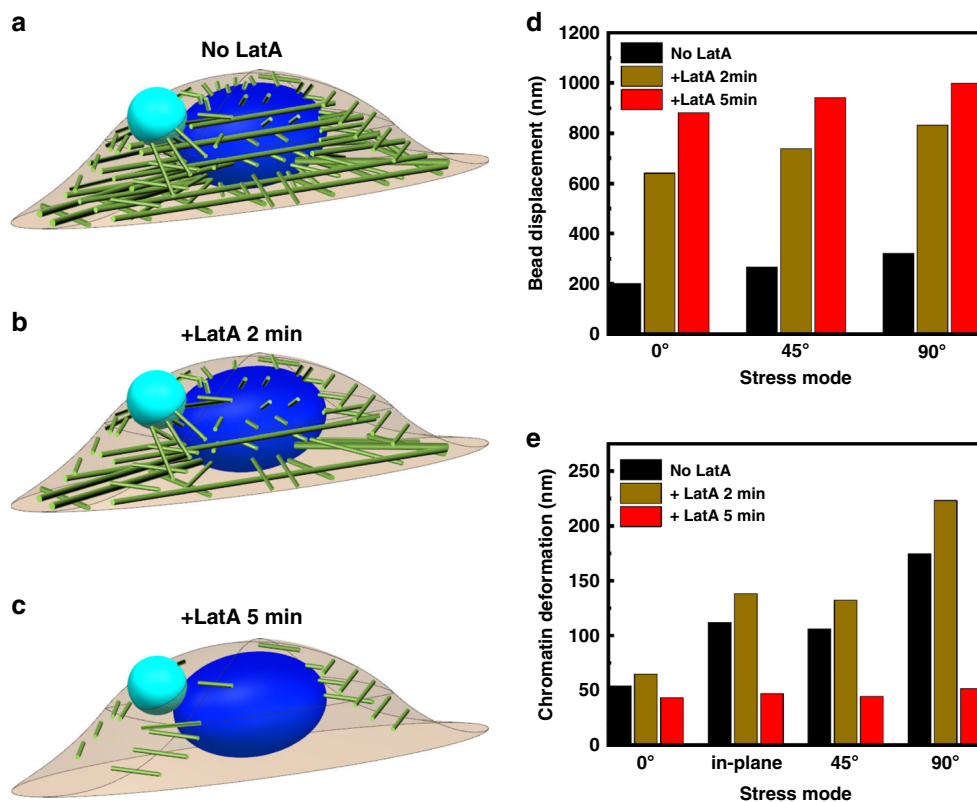 a
No LatA
b
+LatA 2 min
c
+LatA 5 min
d
1200
1000
800
600
400
200
0
Bead displacement (nm)
No LatA
+LatA 2min
+LatA 5min
0°
45°
90°
Stress mode
e
250
200
150
100
50
0
Chromatin deformation (nm)
No LatA
+ LatA 2 min
+ LatA 5 min
0°
in-plane
45°
90°
Stress mode